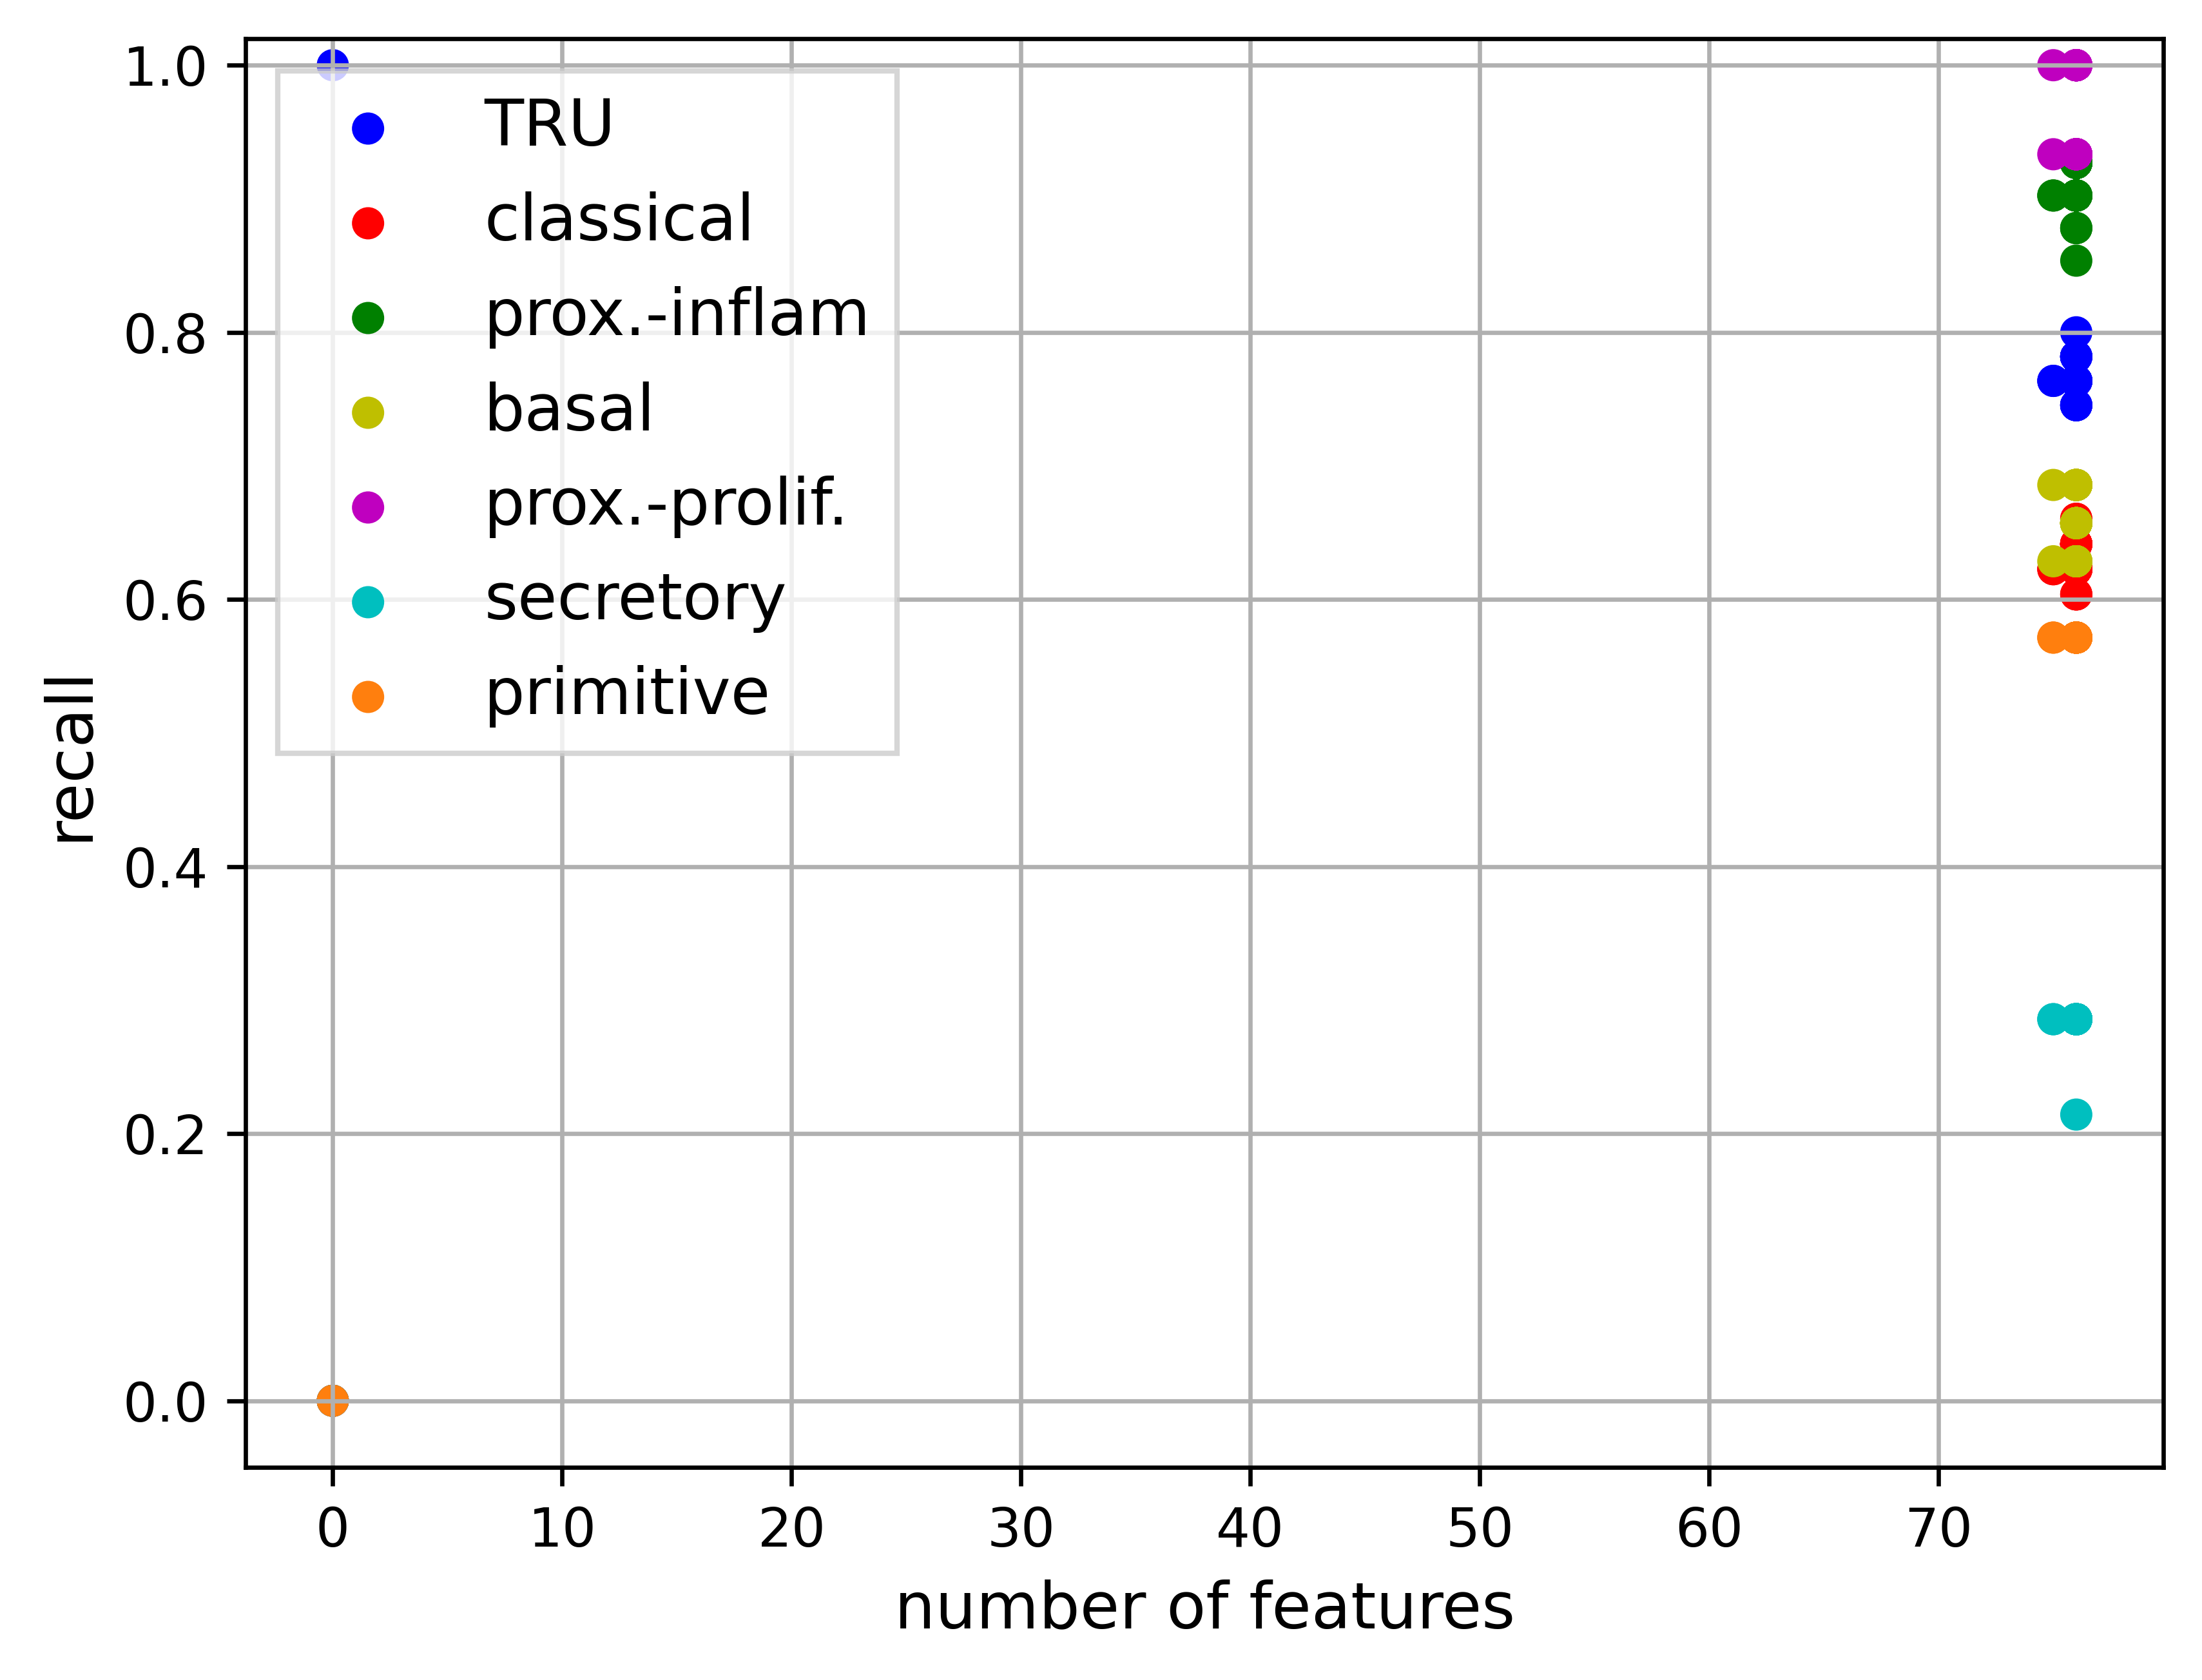 1.0
0.8
0.6
0.4
0.2
0.0
recall
TRU
classical
prox.-inflam
basal
prox.-prolif.
secretory
primitive
0 10 20 30 40 50 60 70
number of features